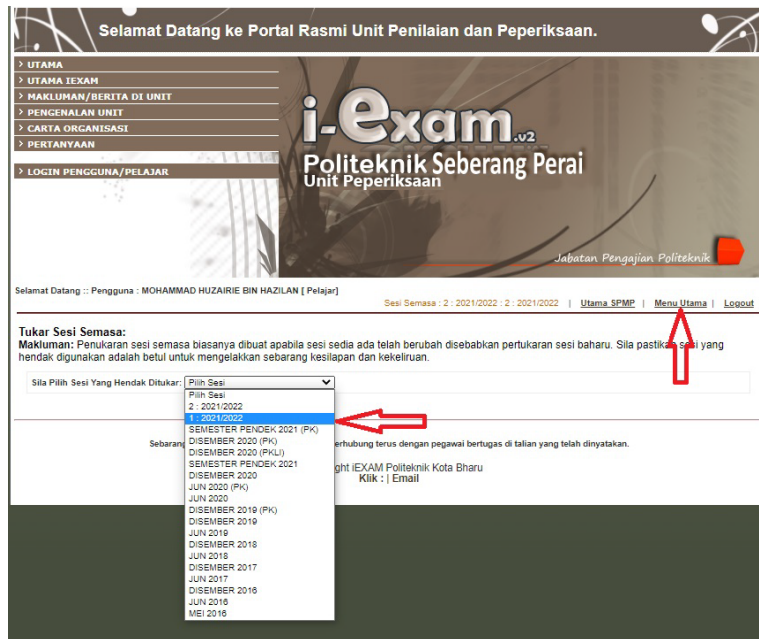 Selamat Datang ke Portal Rasmi Unit Penilaian dan Peperiksaan.
> UTAMA
> UTAMA IEXAM
> MAKLUMAN/BERITA DI UNIT
> PENGENALAN UNIT
> CARTA ORGANISASI
> PERTANYAAN
> LOGIN PENGGUNA/PELAJAR
i-Exam.v2
Politeknik Seberang Perai
Unit Peperiksaan
Jabatan Pengajian Politeknik
Selamat Datang :: Pengguna : MOHAMMAD HUZAIRIE BIN HAZILAN [ Pelajar]
Sesi Semasa : 2 : 2021/2022 : 2 : 2021/2022 | Utama SPMP | Menu Utama | Logout
Tukar Sesi Semasa:
Makluman: Penukaran sesi semasa biasanya dibuat apabila sesi sedia ada telah berubah disebabkan pertukaran sesi baharu. Sila pastikan sesi yang
hendak digunakan adalah betul untuk mengelakkan sebarang kesilapan dan kekeliruan.
Sila Pilih Sesi Yang Hendak Ditukar: Pilih Sesi
Pilih Sesi
2 : 2021/2022
1 : 2021/2022
SEMESTER PENDEK 2021 (PK)
DISEMBER 2020 (PK)
DISEMBER 2020 (PKLI)
SEMESTER PENDEK 2021
DISEMBER 2020
JUN 2020 (PK)
JUN 2020
DISEMBER 2019 (PK)
DISEMBER 2019
JUN 2019
DISEMBER 2018
JUN 2018
DISEMBER 2017
JUN 2017
DISEMBER 2016
JUN 2016
MEI 2016
Sebarang erhubung terus dengan pegawai bertugas di talian yang telah dinyatakan.
ght iEXAM Politeknik Kota Bharu
Klik : | Email